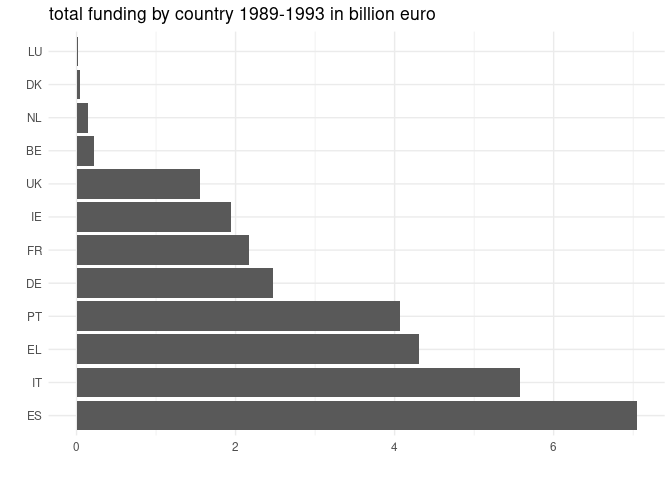 total funding by country 1989-1993 in billion euro
LU
DK
NL
BE
UK
IE
FR
DE
PT
EL
IT
ES
0 2 4 6